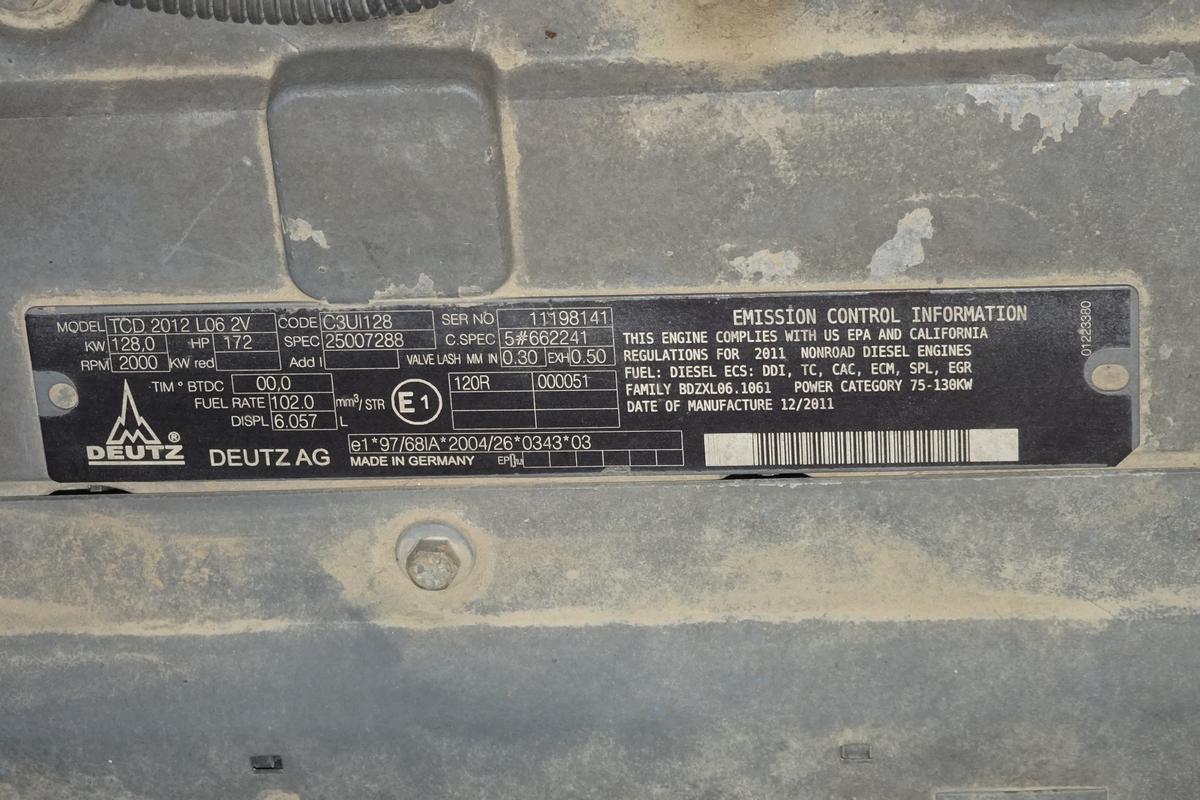 MODEL TCD 2012 L06 2V CODE C3UI128 SER NO 11198141
KW 128,0 HP 172 SPEC 25007288 C.SPEC 5#662241
RPM 2000 KW red Add I VALVE LASH MM IN 0.30 EXH 0.50
TIM ° BTDC 00,0
FUEL RATE 102.0 mm³/STR
DISPL 6.057 L
E1
120R 000051
DEUTZ®
DEUTZ AG
e1*97/68IA*2004/26*0343*03
MADE IN GERMANY
EMISSION CONTROL INFORMATION
THIS ENGINE COMPLIES WITH US EPA AND CALIFORNIA
REGULATIONS FOR 2011 NONROAD DIESEL ENGINES
FUEL: DIESEL ECS: DDI, TC, CAC, ECM, SPL, EGR
FAMILY BDZXL06.1061 POWER CATEGORY 75-130KW
DATE OF MANUFACTURE 12/2011